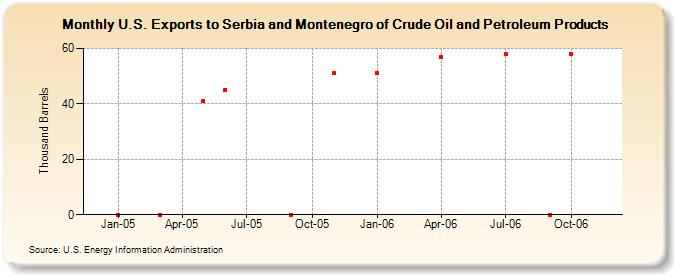 Monthly U.S. Exports to Serbia and Montenegro of Crude Oil and Petroleum Products
Thousand Barrels
60
40
20
0
Jan-05 Apr-05 Jul-05 Oct-05 Jan-06 Apr-06 Jul-06 Oct-06
Source: U.S. Energy Information Administration